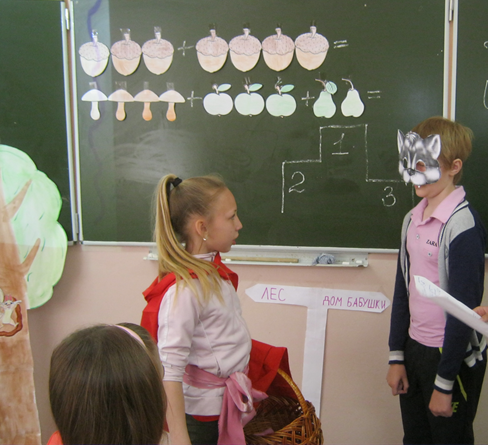 + =
+ + =
1
2
3
ЛЕС ДОМ БАБУШКИ